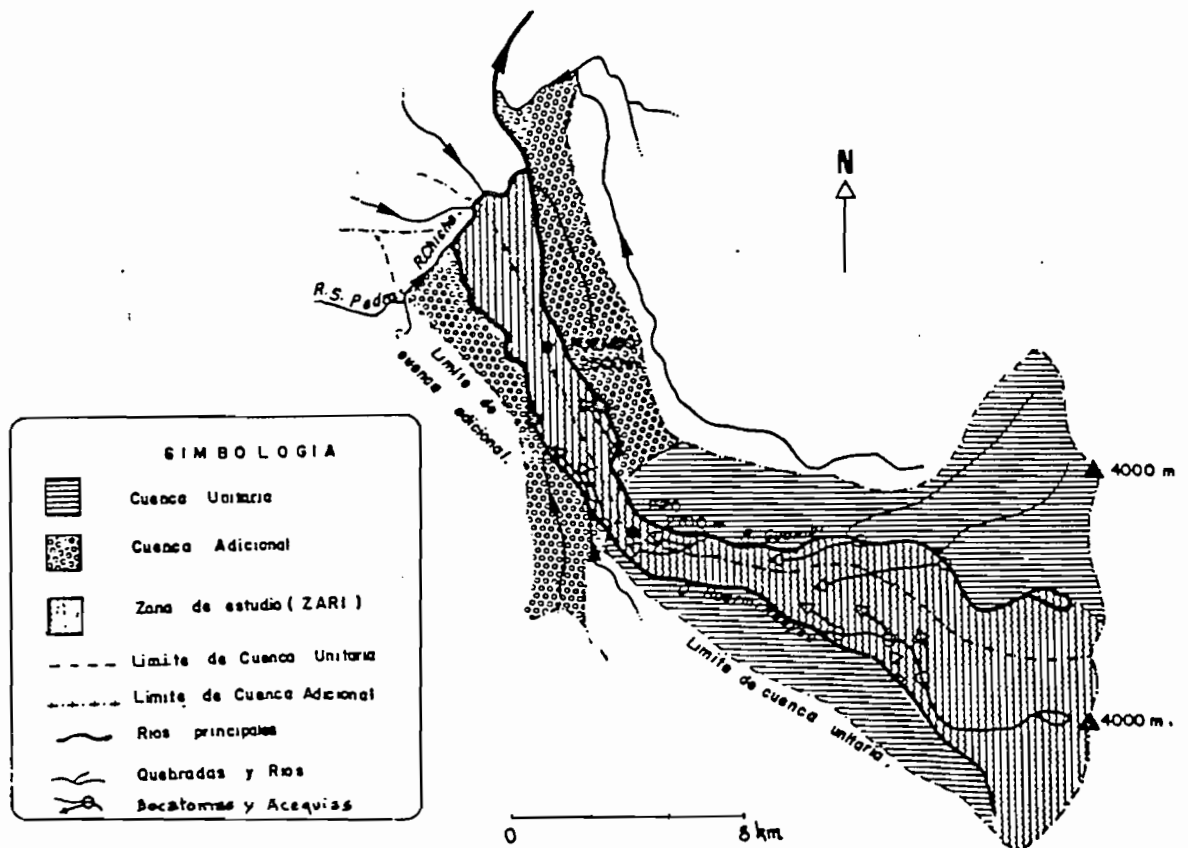 N
R.Chiche.
R. S. Pedro
Limite de
cuenca adicional.
4000 m
4000 m.
Limite de cuenca unitaria.
SIMBOLOGIA
Cuenca Unitaria
Cuenca Adicional
Zona de estudio (ZARI)
Limite de Cuenca Unitaria
Limite de Cuenca Adicional
Rios principales
Quebradas y Rios
Bocatomas y Acequias
0
8 km